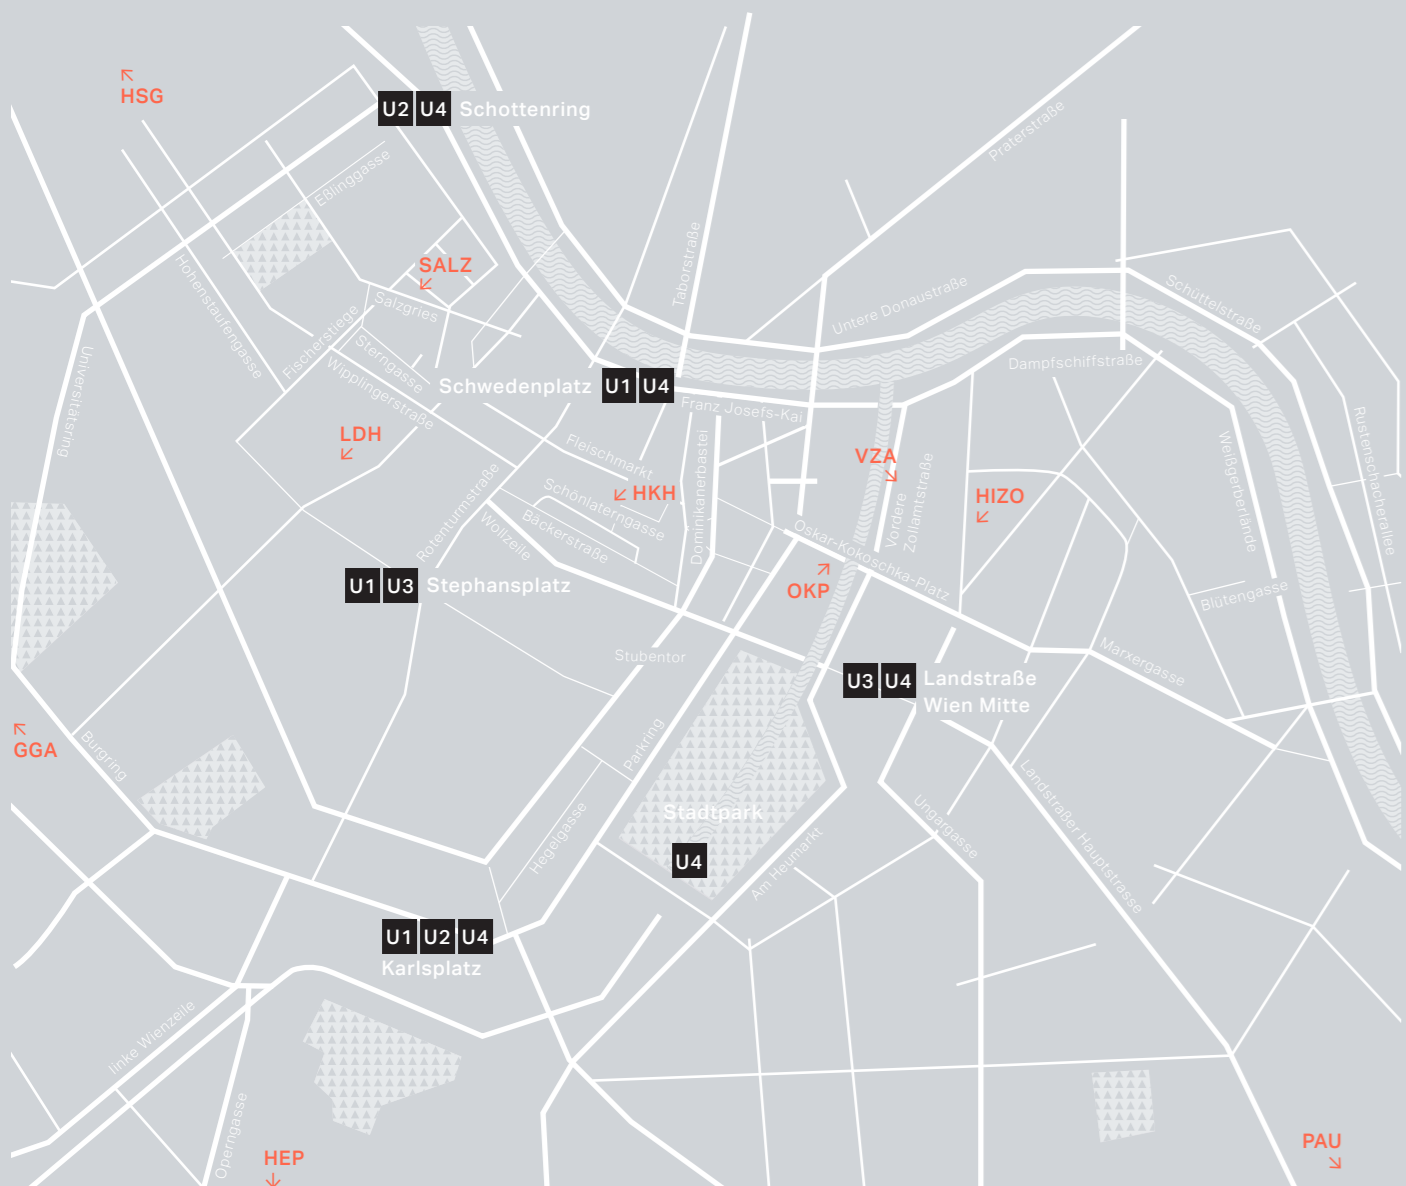 HSG
U2 U4 Schottenring
Praterstraße
Eßlinggasse
Taborstraße
Hohenstaufengasse
SALZ
Salzgries
Untere Donaustraße
Schüttelstraße
Fischerstiege
Sterngasse
Universitätsring
Wipplingerstraße
Dampfschiffstraße
Schwedenplatz U1 U4
Franz Josefs-Kai
LDH
Fleischmarkt
Dominikanerbastei
VZA
Rustenschacherallee
Weißgerberlände
Rotenturmstraße
HKH
Schönlaterngasse
HIZO
Vordere
Zollamtstraße
Wollzeile
Bäckerstraße
Oskar-Kokoschka-Platz
U1 U3 Stephansplatz
OKP
Blütengasse
Stubentor
Marxergasse
U3 U4 Landstraße
Wien Mitte
GGA
Burgring
Parkring
Landstraßer Hauptstrasse
Stadtpark
Ungargasse
Hegelgasse
U4
Am Heumarkt
U1 U2 U4
Karlsplatz
linke Wienzeile
Operngasse
HEP
PAU